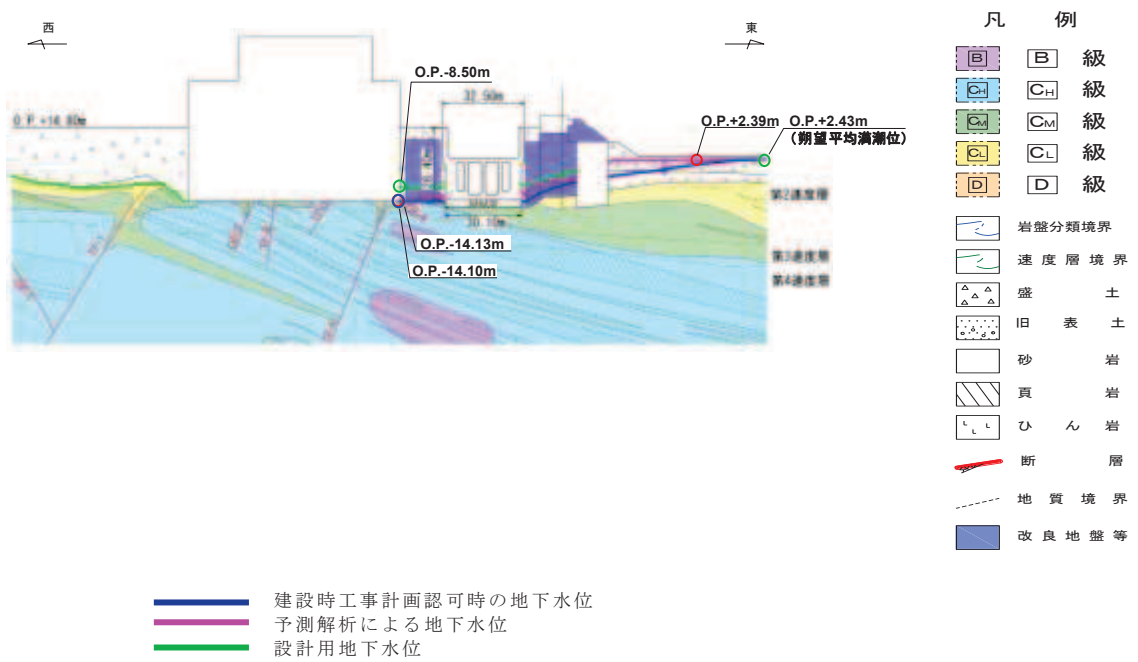 西
東
O.P.-8.50m
32.50m
O.P.+14.80m
O.P.+2.39m O.P.+2.43m
(朔望平均満潮位)
第2速度層
30.10m
O.P.-14.13m
O.P.-14.10m
第3速度層
第4速度層
凡 例
B B 級
CH CH 級
CM CM 級
CL CL 級
D D 級
岩盤分類境界
速度層境界
盛土
旧表土
砂岩
頁岩
ひん岩
断層
地質境界
改良地盤等
建設時工事計画認可時の地下水位
予測解析による地下水位
設計用地下水位